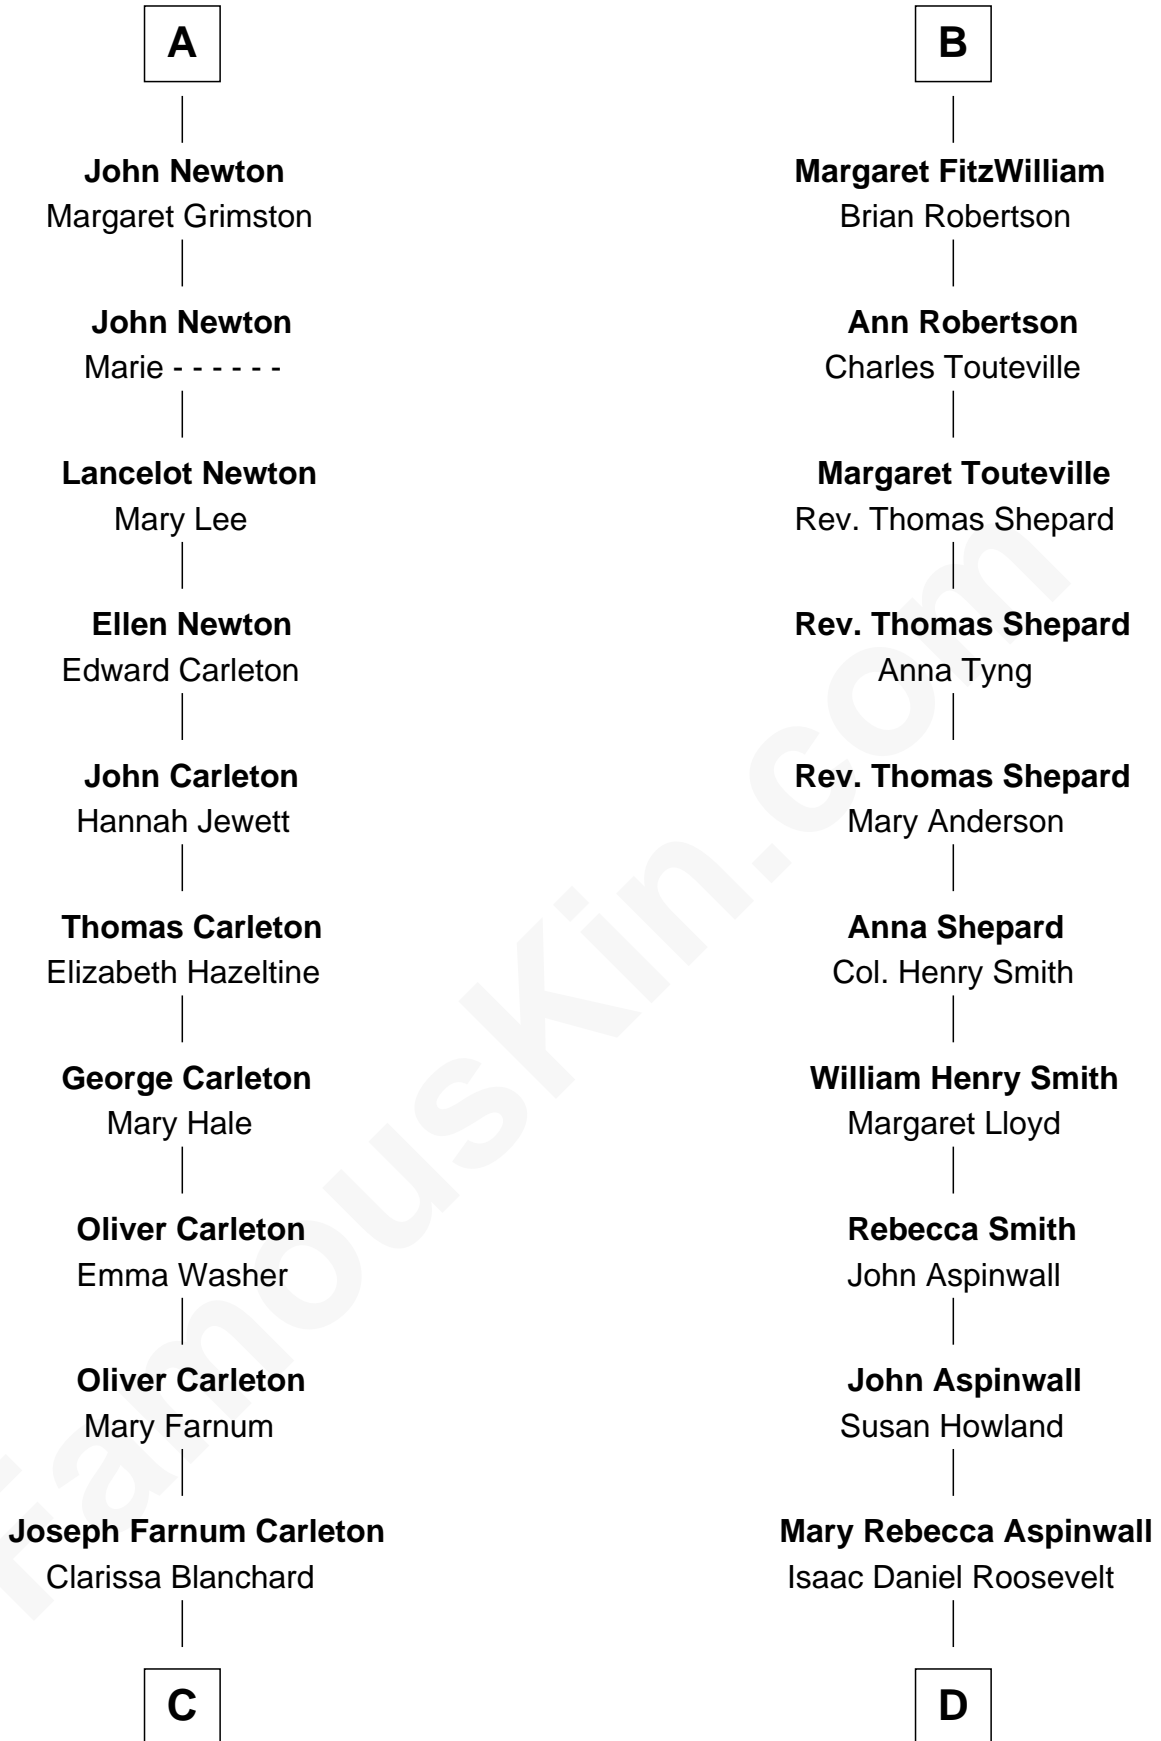 A
John Newton
Margaret Grimston
John Newton
Marie - - - - - -
Lancelot Newton
Mary Lee
Ellen Newton
Edward Carleton
John Carleton
Hannah Jewett
Thomas Carleton
Elizabeth Hazeltine
George Carleton
Mary Hale
Oliver Carleton
Emma Washer
Oliver Carleton
Mary Farnum
Joseph Farnum Carleton
Clarissa Blanchard
C
B
Margaret FitzWilliam
Brian Robertson
Ann Robertson
Charles Touteville
Margaret Touteville
Rev. Thomas Shepard
Rev. Thomas Shepard
Anna Tyng
Rev. Thomas Shepard
Mary Anderson
Anna Shepard
Col. Henry Smith
William Henry Smith
Margaret Lloyd
Rebecca Smith
John Aspinwall
John Aspinwall
Susan Howland
Mary Rebecca Aspinwall
Isaac Daniel Roosevelt
D
FamousKin.com